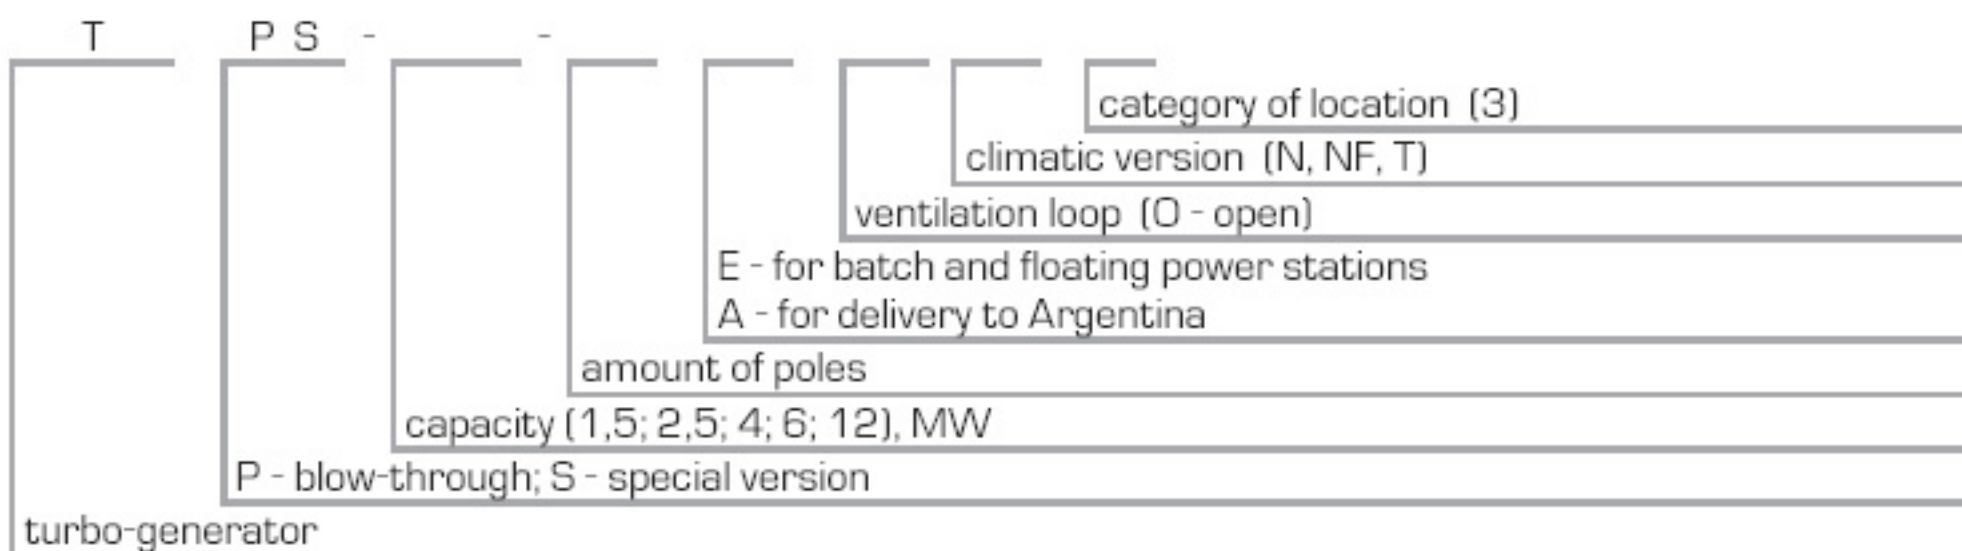 T P S - -
category of location (3)
climatic version (N, NF, T)
ventilation loop (O - open)
E - for batch and floating power stations
A - for delivery to Argentina
amount of poles
capacity (1,5; 2,5; 4; 6; 12), MW
P - blow-through; S - special version
turbo-generator